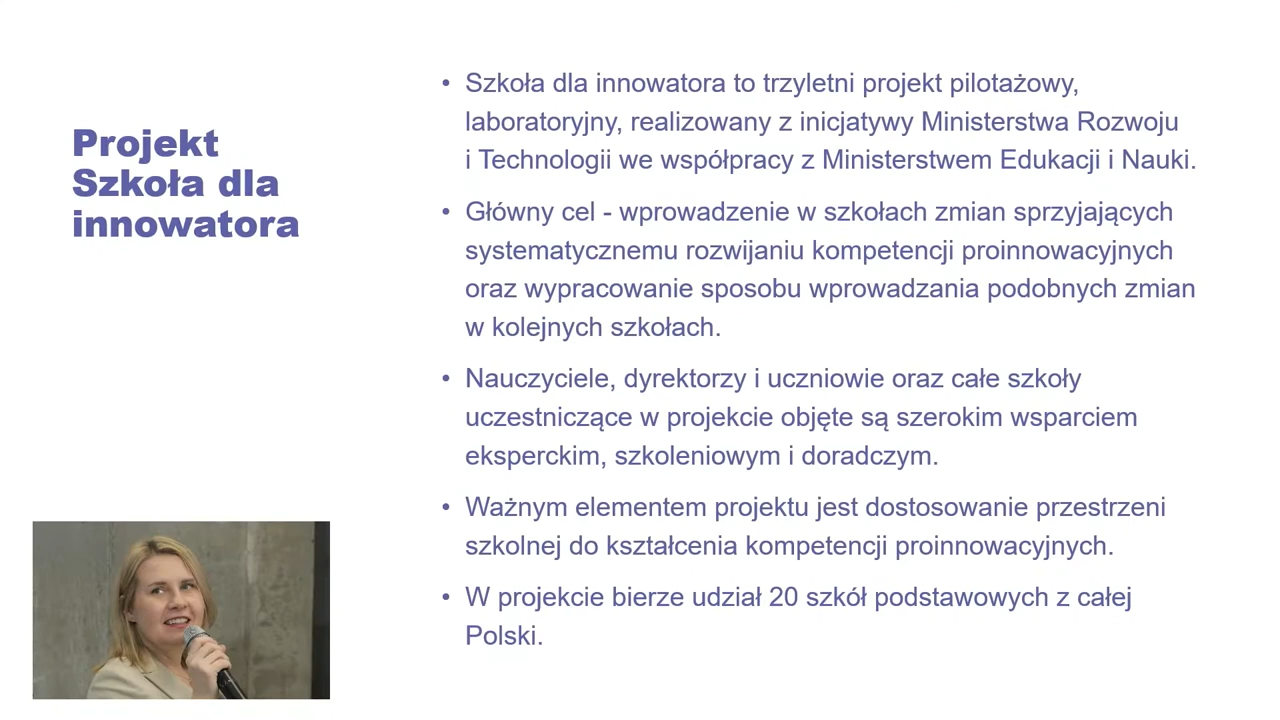 Projekt
Szkoła dla
innowatora
• Szkoła dla innowatora to trzyletni projekt pilotażowy,
laboratoryjny, realizowany z inicjatywy Ministerstwa Rozwoju
i Technologii we współpracy z Ministerstwem Edukacji i Nauki.
• Główny cel - wprowadzenie w szkołach zmian sprzyjających
systematycznemu rozwijaniu kompetencji proinnowacyjnych
oraz wypracowanie sposobu wprowadzania podobnych zmian
w kolejnych szkołach.
• Nauczyciele, dyrektorzy i uczniowie oraz całe szkoły
uczestniczące w projekcie objęte są szerokim wsparciem
eksperckim, szkoleniowym i doradczym.
• Ważnym elementem projektu jest dostosowanie przestrzeni
szkolnej do kształcenia kompetencji proinnowacyjnych.
• W projekcie bierze udział 20 szkół podstawowych z całej
Polski.